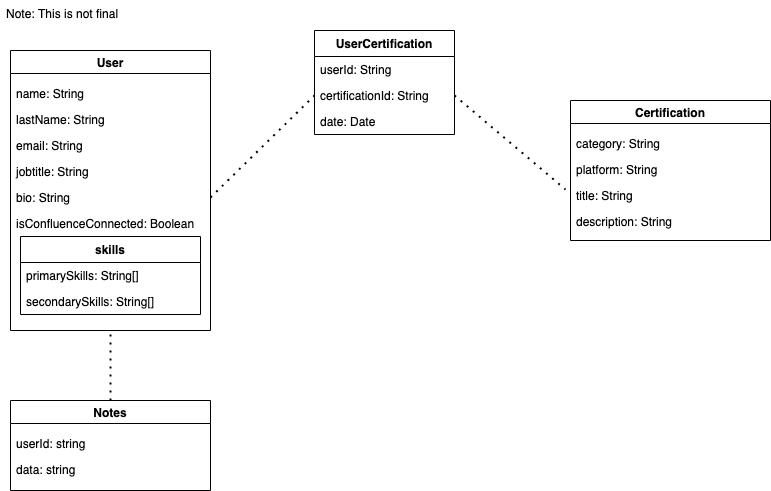 Note: This is not final
User
name: String
lastName: String
email: String
jobtitle: String
bio: String
isConfluenceConnected: Boolean
skills
primarySkills: String[]
secondarySkills: String[]
UserCertification
userId: String
certificationId: String
date: Date
Certification
category: String
platform: String
title: String
description: String
Notes
userId: string
data: string